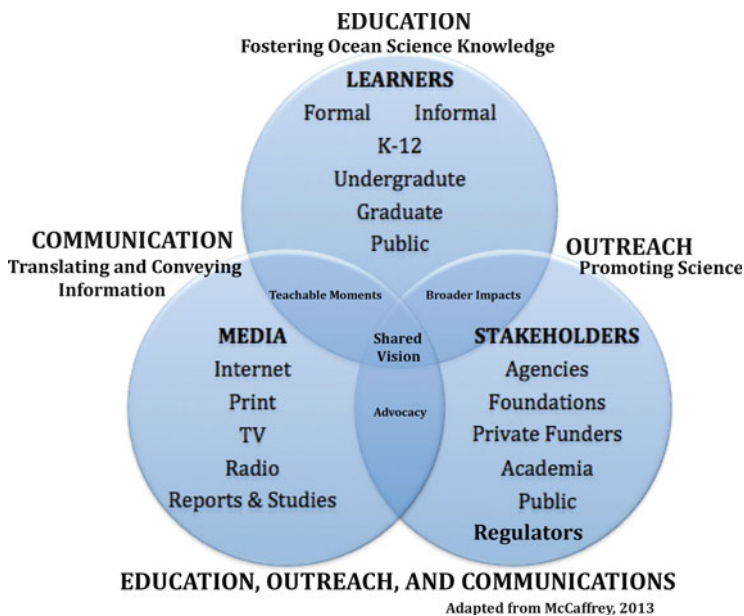 EDUCATION
Fostering Ocean Science Knowledge
LEARNERS
Formal Informal
K-12
Undergradute
Graduate
Public
COMMUNICATION
Translating and Conveying
Information
OUTREACH
Promoting Science
Teachable Moments
Broader Impacts
Shared
Vision
Advocacy
MEDIA
Internet
Print
TV
Radio
Reports & Studies
STAKEHOLDERS
Agencies
Foundations
Private Funders
Academia
Public
Regulators
EDUCATION, OUTREACH, AND COMMUNICATIONS
Adapted from McCaffrey, 2013